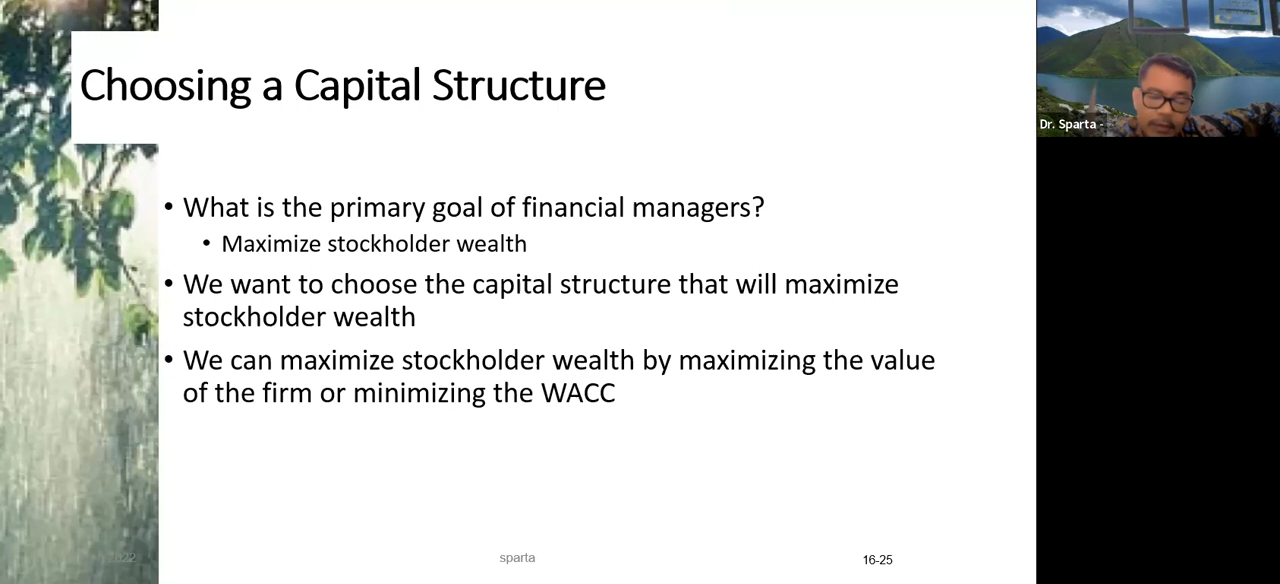 Choosing a Capital Structure
Dr. Sparta -
• What is the primary goal of financial managers?
• Maximize stockholder wealth
• We want to choose the capital structure that will maximize
stockholder wealth
• We can maximize stockholder wealth by maximizing the value
of the firm or minimizing the WACC
sparta
16-25